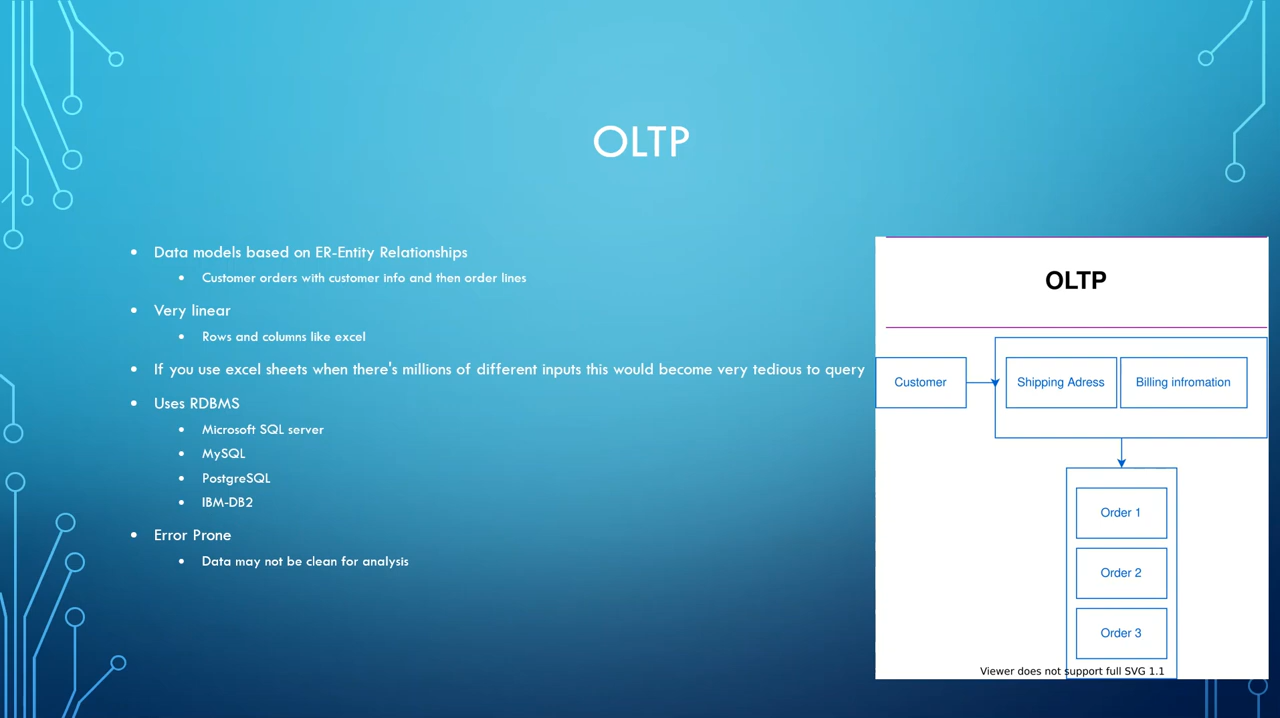 OLTP
Data models based on ER-Entity Relationships
Customer orders with customer info and then order lines
Very linear
Rows and columns like excel
If you use excel sheets when there's millions of different inputs this would become very tedious to query
Uses RDBMS
Microsoft SQL server
MySQL
PostgreSQL
IBM-DB2
Error Prone
Data may not be clean for analysis
OLTP
Customer
Shipping Adress
Billing infromation
Order 1
Order 2
Order 3
Viewer does not support full SVG 1.1